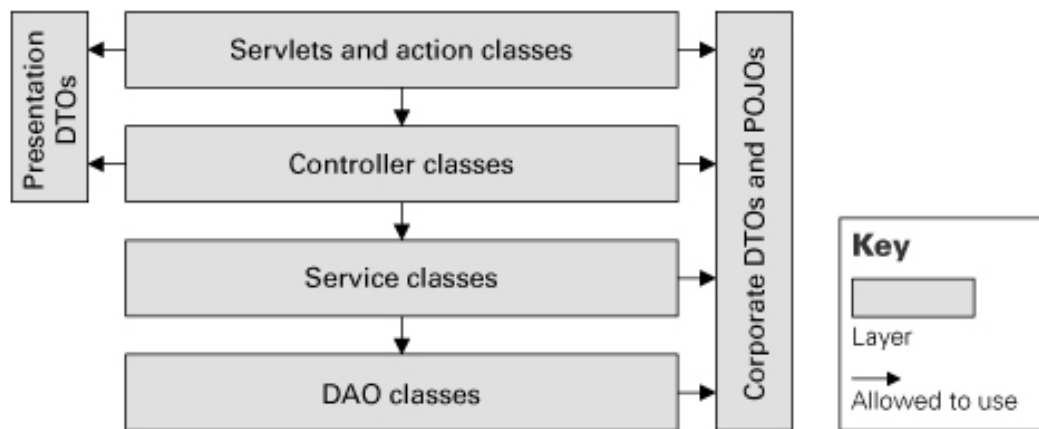 Presentation
DTOs
Servlets and action classes
Controller classes
Service classes
DAO classes
Corporate DTOs and POJOs
Key
Layer
Allowed to use